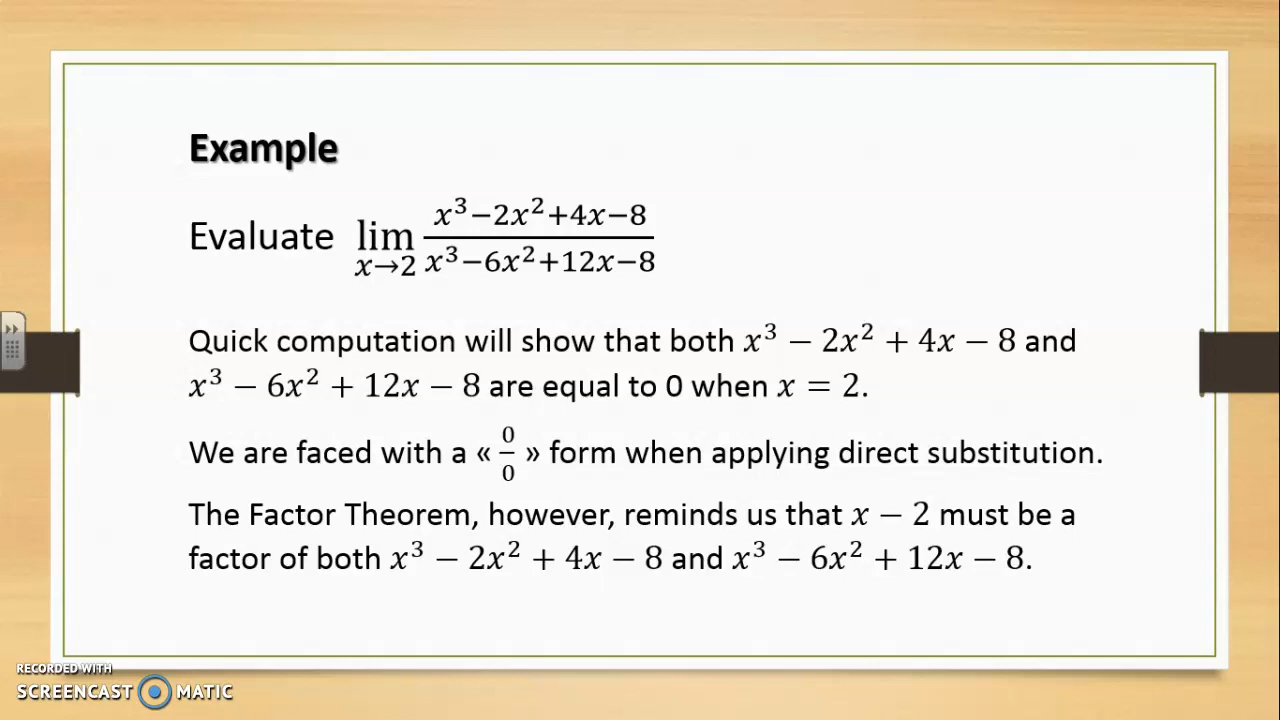 Example
Evaluate lim x→2 x³−2x²+4x−8 / x³−6x²+12x−8
Quick computation will show that both x³ − 2x² + 4x − 8 and
x³ − 6x² + 12x − 8 are equal to 0 when x = 2.
We are faced with a « 0/0 » form when applying direct substitution.
The Factor Theorem, however, reminds us that x − 2 must be a
factor of both x³ − 2x² + 4x − 8 and x³ − 6x² + 12x − 8.
RECORDED WITH
SCREENCAST MATIC